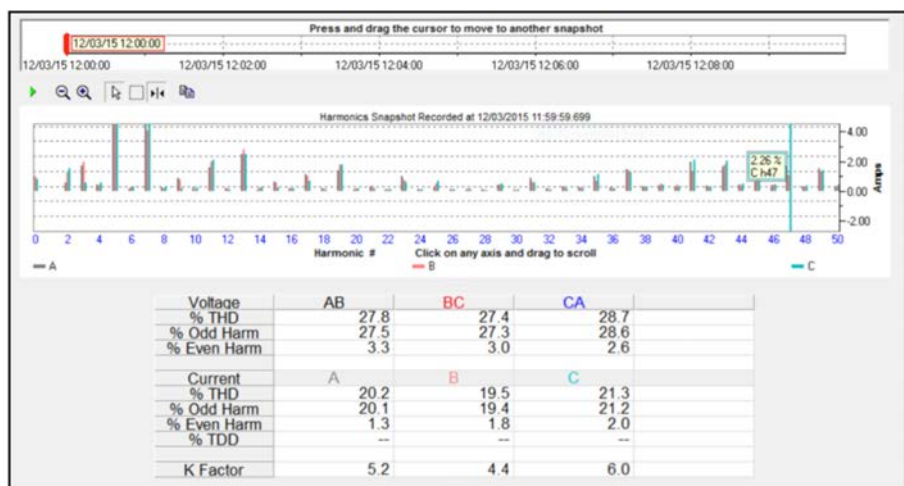 Press and drag the cursor to move to another snapshot
12/03/15 12:00:00
12/03/15 12:00:00 12/03/15 12:02:00 12/03/15 12:04:00 12/03/15 12:06:00 12/03/15 12:08:00
Harmonics Snapshot Recorded at 12/03/2015 11:59:59.699
4.00
2.00
0.00
-2.00
Amps
2.26 %
C h47
0 2 4 6 8 10 12 14 16 18 20 22 24 26 28 30 32 34 36 38 40 42 44 46 48 50
Harmonic # Click on any axis and drag to scroll
A B C
Voltage AB BC CA
% THD 27.8 27.4 28.7
% Odd Harm 27.5 27.3 28.6
% Even Harm 3.3 3.0 2.6
Current A B C
% THD 20.2 19.5 21.3
% Odd Harm 20.1 19.4 21.2
% Even Harm 1.3 1.8 2.0
% TDD -- -- --
K Factor 5.2 4.4 6.0